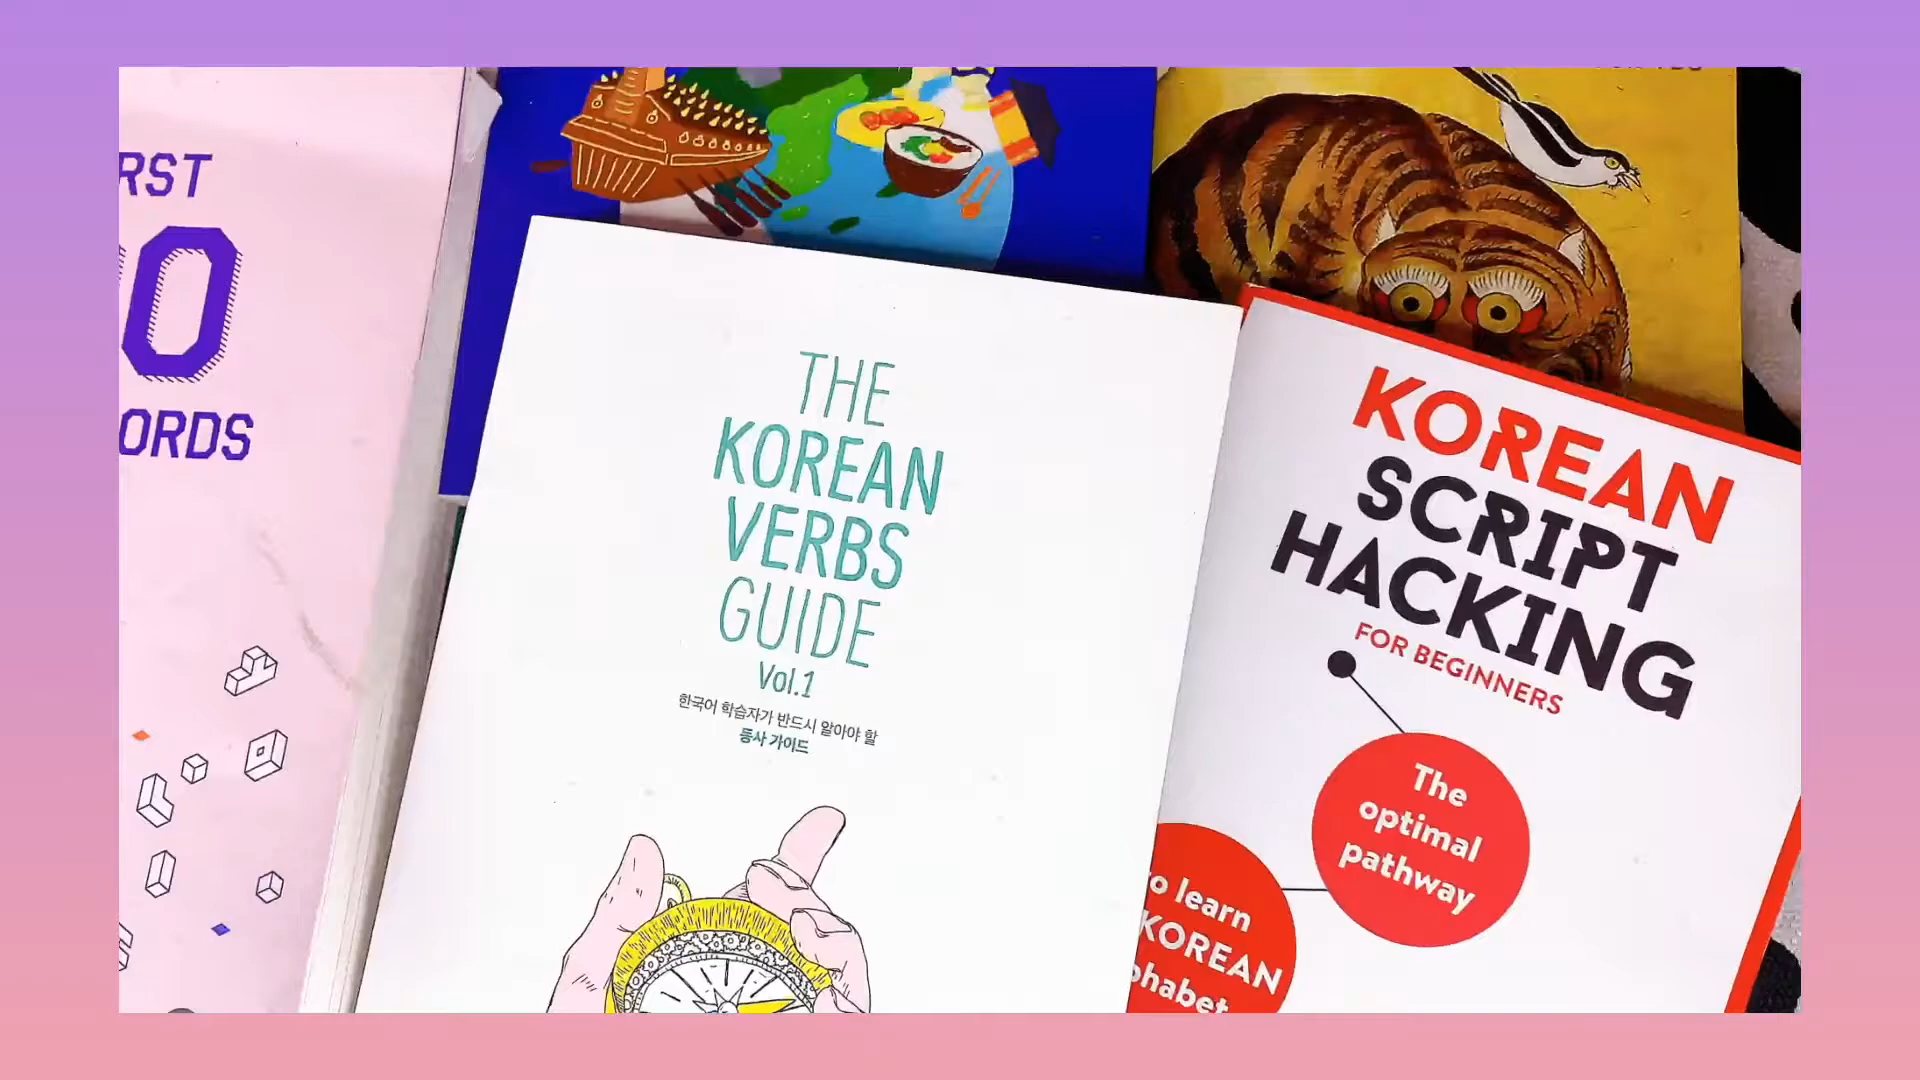 RST
0
ORDS
THE
KOREAN
VERBS
GUIDE
Vol.1
한국어 학습자가 반드시 알아야 할
동사 가이드
KOREAN
SCRIPT
HACKING
FOR BEGINNERS
The
optimal
pathway
o learn
KOREAN
phabet